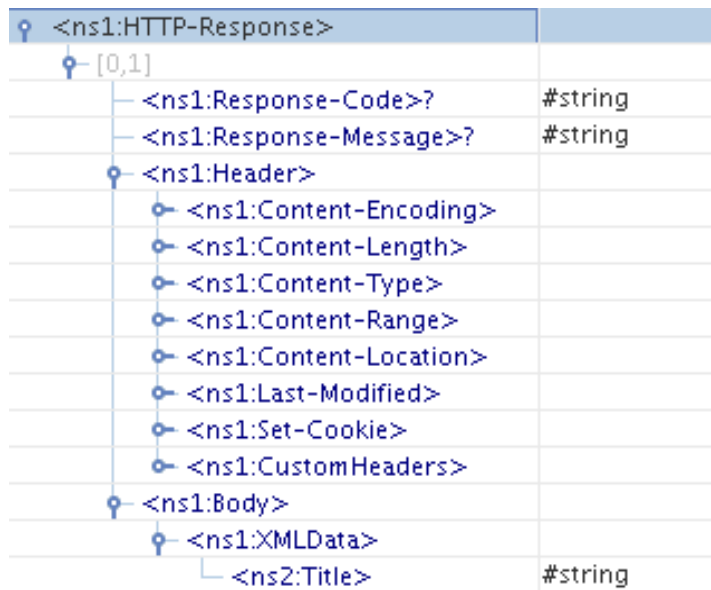 <ns1:HTTP-Response>
[0,1]
<ns1:Response-Code>? #string
<ns1:Response-Message>? #string
<ns1:Header>
<ns1:Content-Encoding>
<ns1:Content-Length>
<ns1:Content-Type>
<ns1:Content-Range>
<ns1:Content-Location>
<ns1:Last-Modified>
<ns1:Set-Cookie>
<ns1:CustomHeaders>
<ns1:Body>
<ns1:XMLData>
<ns2:Title> #string